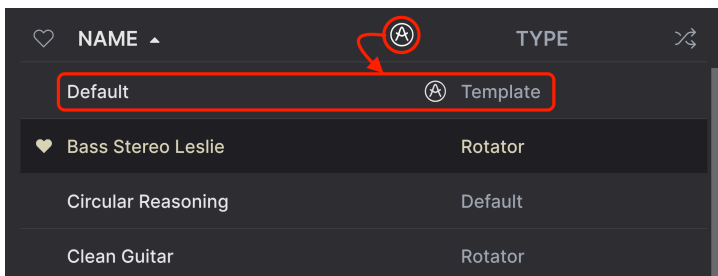 NAME TYPE
Default Template
Bass Stereo Leslie Rotator
Circular Reasoning Default
Clean Guitar Rotator